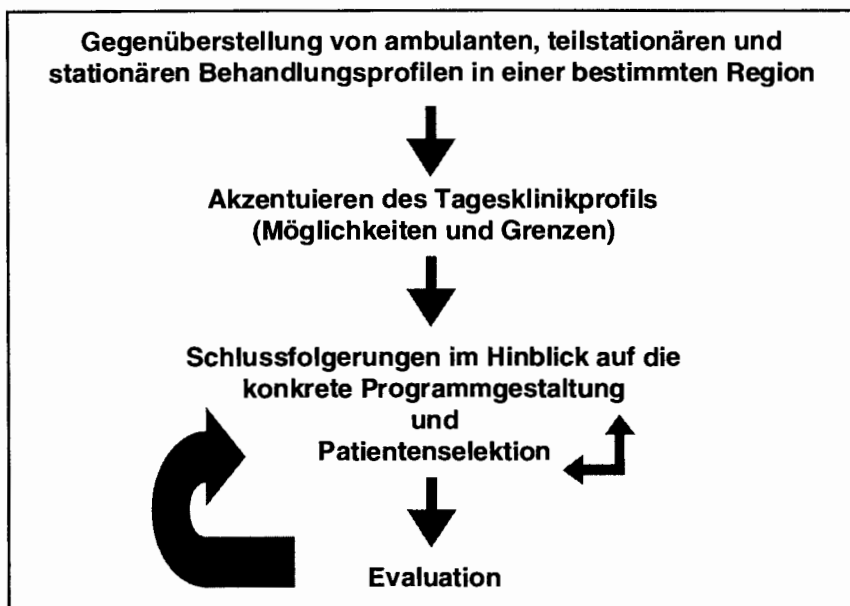 Gegenüberstellung von ambulanten, teilstationären und
stationären Behandlungsprofilen in einer bestimmten Region
Akzentuieren des Tagesklinikprofils
(Möglichkeiten und Grenzen)
Schlussfolgerungen im Hinblick auf die
konkrete Programmgestaltung
und
Patientenselektion
Evaluation